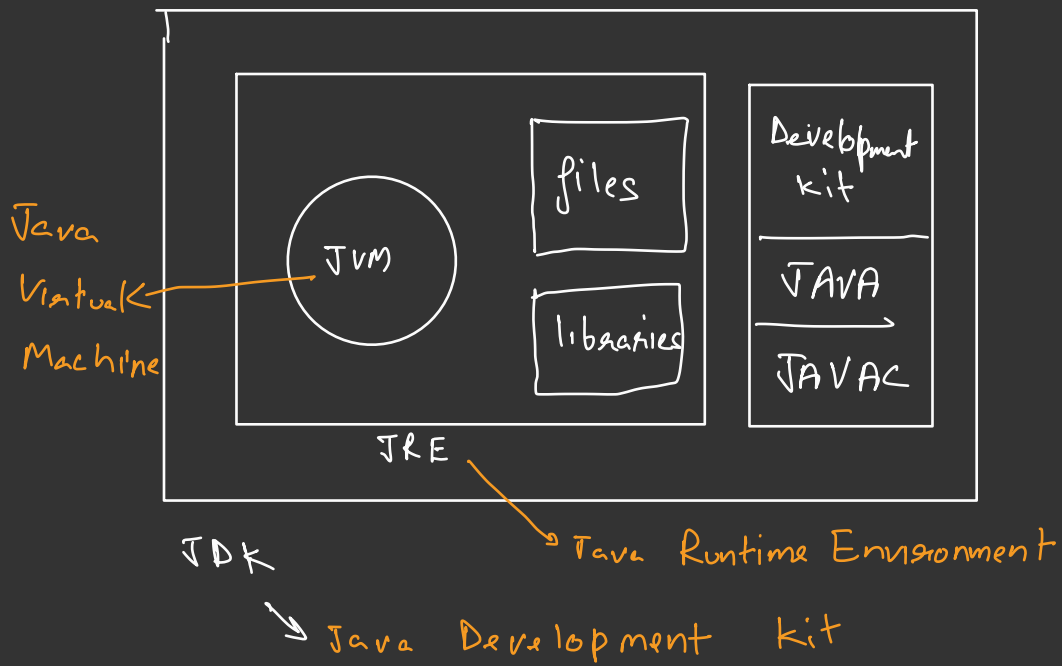 Development
kit
files
Java
JVM
Virtual
JAVA
Machine
libraries
JAVAC
JRE
JDK
Java Runtime Environment
Java Development kit